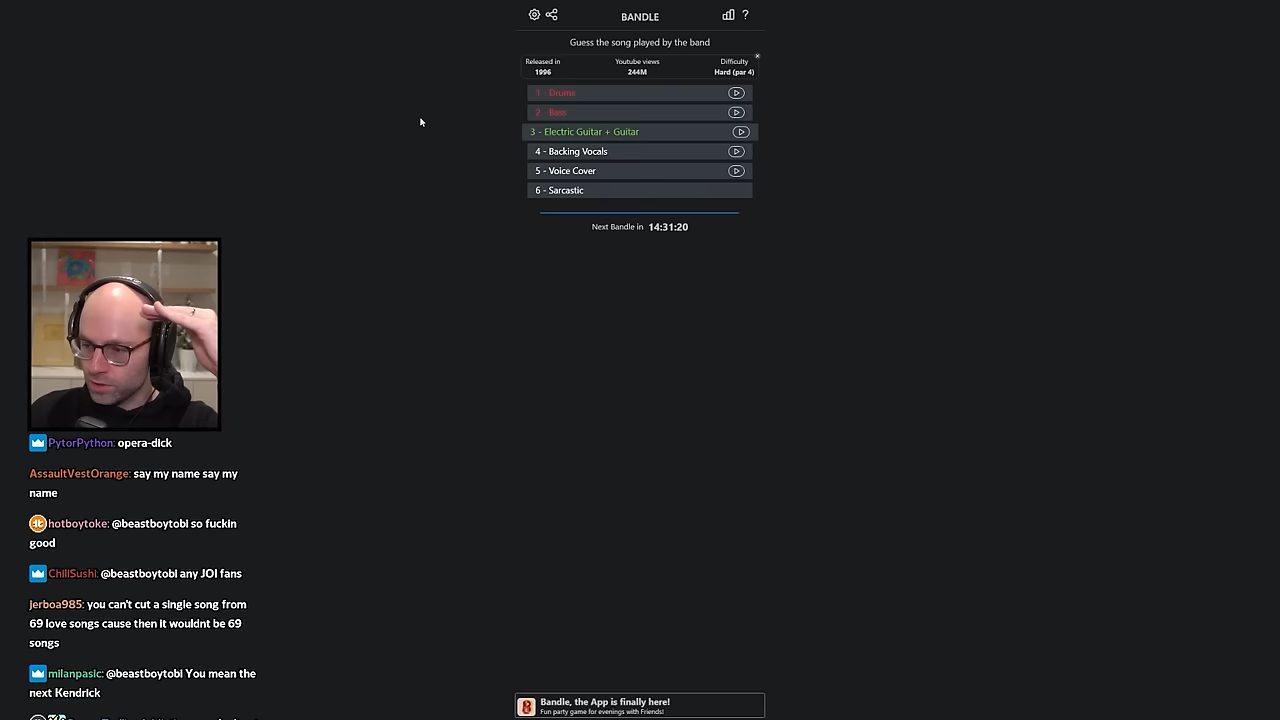 BANDLE
?
Guess the song played by the band
Released in
1996
Youtube views
244M
Difficulty
Hard (par 4)
1 - Drums
2 - Bass
3 - Electric Guitar + Guitar
4 - Backing Vocals
5 - Voice Cover
6 - Sarcastic
Next Bandle in 14:31:20
PytorPython: opera-dick
AssaultVestOrange: say my name say my
name
hotboytoke: @beastboytobi so fuckin
good
ChillSushi: @beastboytobi any JOI fans
Jerboa985: you can't cut a single song from
69 love songs cause then it wouldnt be 69
songs
milanpasic: @beastboytobi You mean the
next Kendrick
Bandle, the App is finally here!
Fun party game for evenings with Friends!